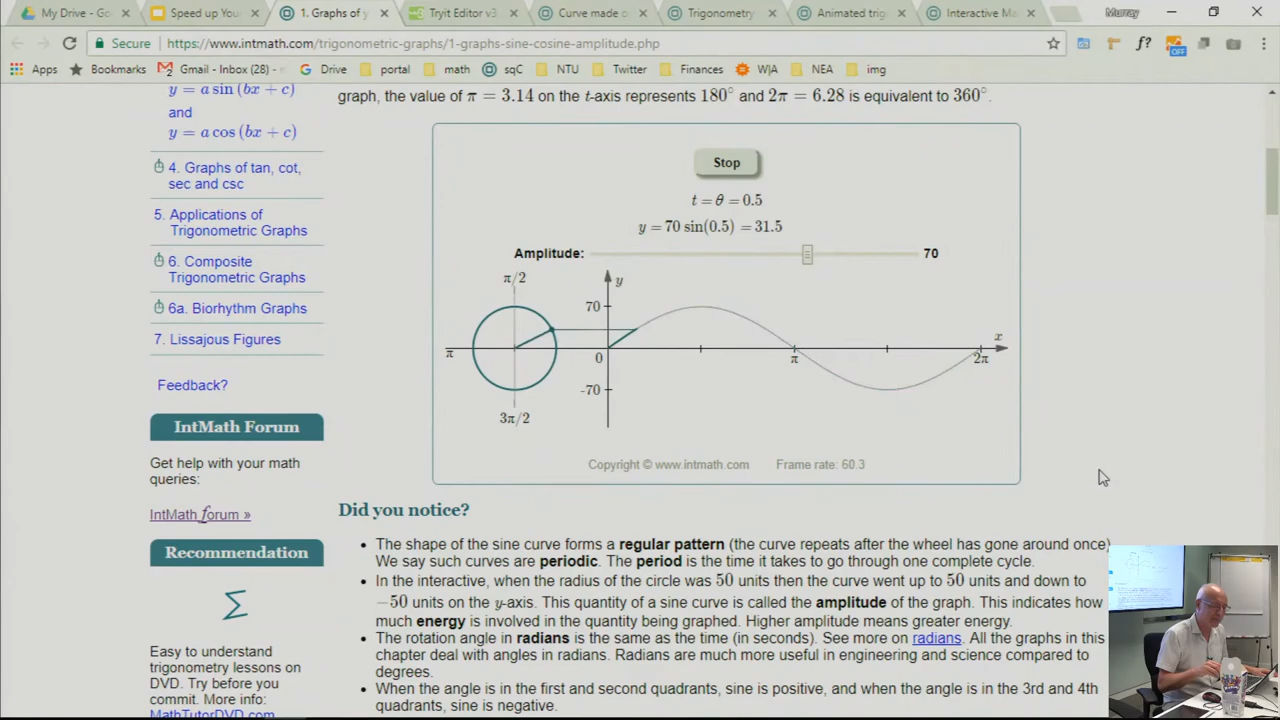 My Drive - Go
Speed up You
1. Graphs of y
Tryit Editor v3
Curve made o
Trigonometry
Animated trig
Interactive Ma
Murray
Secure
https://www.intmath.com/trigonometric-graphs/1-graphs-sine-cosine-amplitude.php
f?
OFF
Apps
Bookmarks
Gmail - Inbox (28) -
Drive
portal
math
sqC
NTU
Twitter
Finances
WJA
NEA
img
y = a sin (bx + c)
and
y = a cos (bx + c)
4. Graphs of tan, cot,
sec and csc
5. Applications of
Trigonometric Graphs
6. Composite
Trigonometric Graphs
6a. Biorhythm Graphs
7. Lissajous Figures
Feedback?
IntMath Forum
Get help with your math
queries:
IntMath forum »
Recommendation
Σ
Easy to understand
trigonometry lessons on
DVD. Try before you
commit. More info:
MathTutorDVD.com
graph, the value of π = 3.14 on the t-axis represents 180° and 2π = 6.28 is equivalent to 360°.
Stop
t = θ = 0.5
y = 70 sin(0.5) = 31.5
Amplitude:
70
π/2
y
70
π
0
x
π
2π
-70
3π/2
Copyright © www.intmath.com
Frame rate: 60.3
Did you notice?
• The shape of the sine curve forms a regular pattern (the curve repeats after the wheel has gone around once)
We say such curves are periodic. The period is the time it takes to go through one complete cycle.
• In the interactive, when the radius of the circle was 50 units then the curve went up to 50 units and down to
−50 units on the y-axis. This quantity of a sine curve is called the amplitude of the graph. This indicates how
much energy is involved in the quantity being graphed. Higher amplitude means greater energy.
• The rotation angle in radians is the same as the time (in seconds). See more on radians. All the graphs in this
chapter deal with angles in radians. Radians are much more useful in engineering and science compared to
degrees.
• When the angle is in the first and second quadrants, sine is positive, and when the angle is in the 3rd and 4th
quadrants, sine is negative.